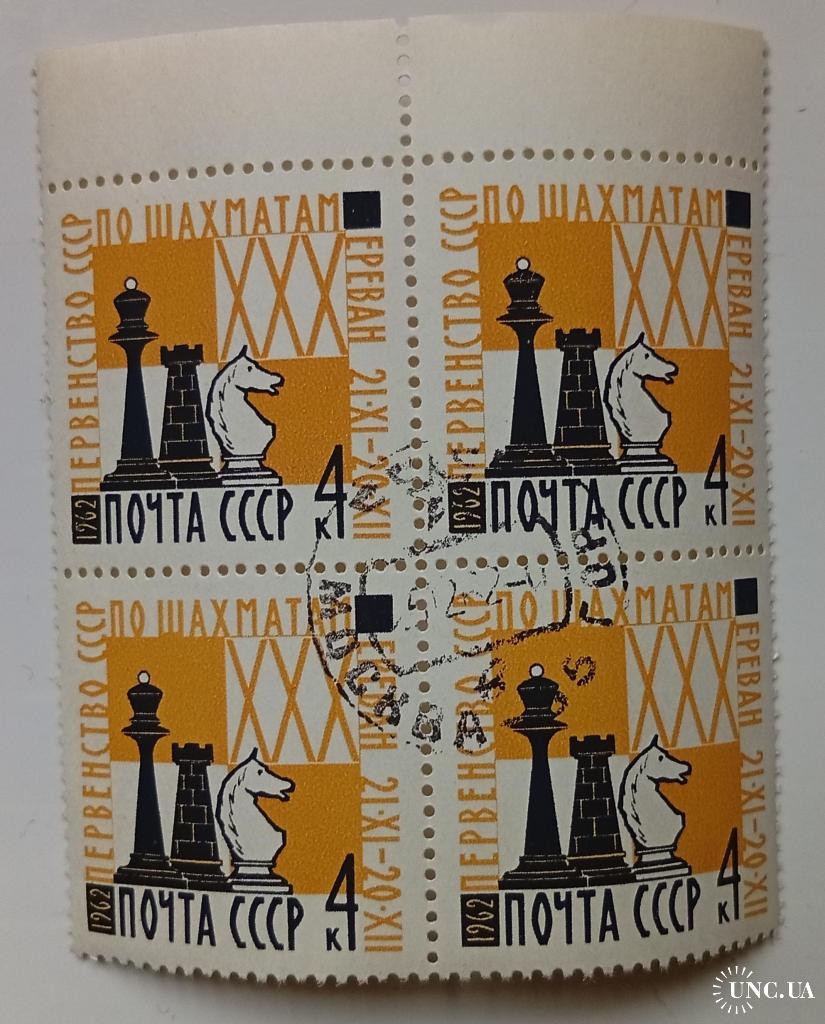 ПЕРВЕНСТВО СССР
ПО ШАХМАТАМ
XXX
ЕРЕВАН 21·XI–20·XII
1962
ПОЧТА СССР
4 к
ПЕРВЕНСТВО СССР
ПО ШАХМАТАМ
XXX
ЕРЕВАН 21·XI–20·XII
1962
ПОЧТА СССР
4 к
ПЕРВЕНСТВО СССР
ПО ШАХМАТАМ
XXX
ЕРЕВАН 21·XI–20·XII
1962
ПОЧТА СССР
4 к
ПЕРВЕНСТВО СССР
ПО ШАХМАТАМ
XXX
ЕРЕВАН 21·XI–20·XII
1962
ПОЧТА СССР
4 к
МОСКВА
UNC.UA